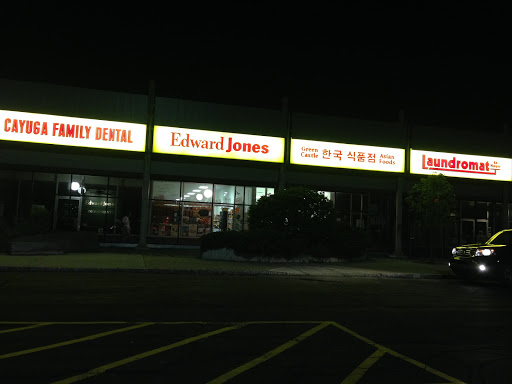 CAYUGA FAMILY DENTAL
Edward Jones
Green Castle 한국 식품점 Asian Foods
Laundromat